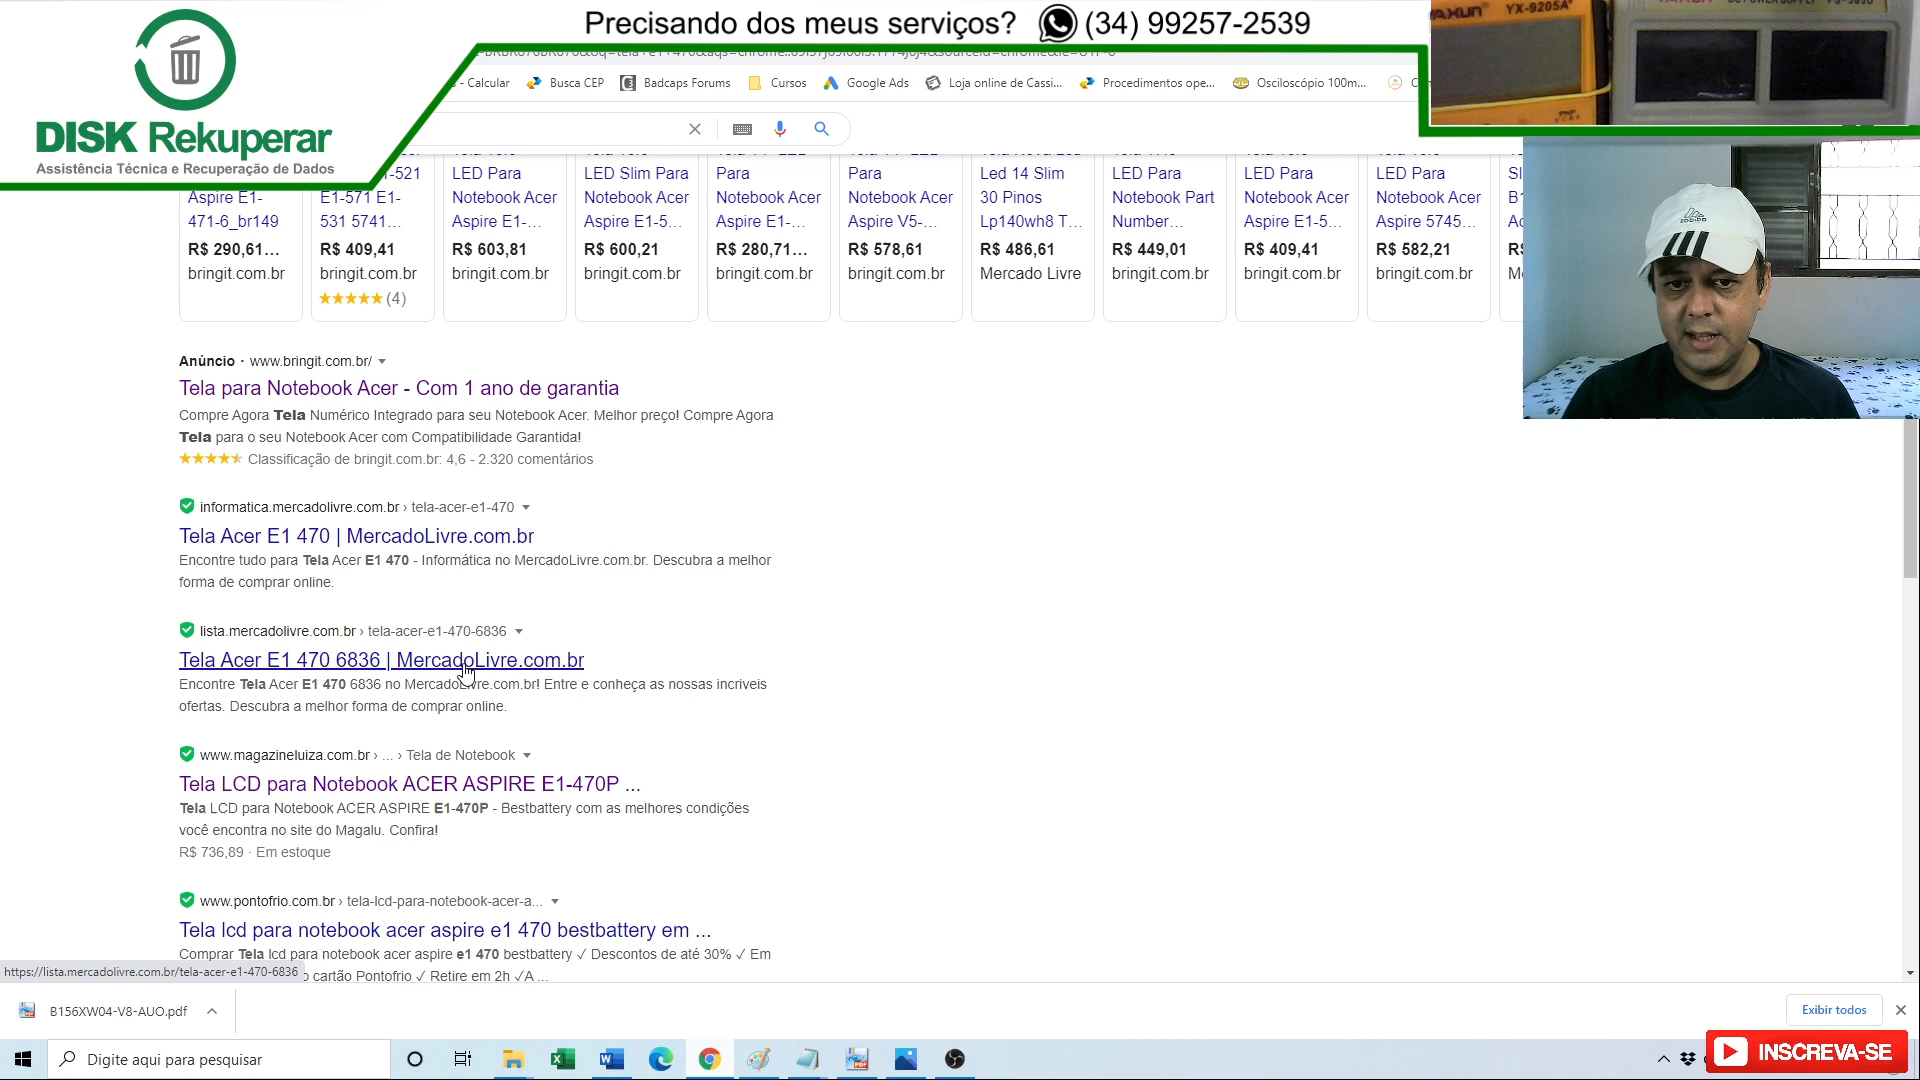 Precisando dos meus serviços? (34) 99257-2539
DISK Rekuperar
Assistência Técnica e Recuperação de Dados
YAXUN YX-9205A+
PNP
- Calcular Busca CEP Badcaps Forums Cursos Google Ads Loja online de Cassi... Procedimentos ope... Osciloscópio 100m...
Aspire E1-
471-6_br149
R$ 290,61...
bringit.com.br
-521
E1-571 E1-
531 5741...
R$ 409,41
bringit.com.br
(4)
LED Para
Notebook Acer
Aspire E1-...
R$ 603,81
bringit.com.br
LED Slim Para
Notebook Acer
Aspire E1-5...
R$ 600,21
bringit.com.br
Para
Notebook Acer
Aspire E1-...
R$ 280,71...
bringit.com.br
Para
Notebook Acer
Aspire V5-...
R$ 578,61
bringit.com.br
Led 14 Slim
30 Pinos
Lp140wh8 T...
R$ 486,61
Mercado Livre
LED Para
Notebook Part
Number...
R$ 449,01
bringit.com.br
LED Para
Notebook Acer
Aspire E1-5...
R$ 409,41
bringit.com.br
LED Para
Notebook Acer
Aspire 5745...
R$ 582,21
bringit.com.br
Anúncio · www.bringit.com.br/
Tela para Notebook Acer - Com 1 ano de garantia
Compre Agora Tela Numérico Integrado para seu Notebook Acer. Melhor preço! Compre Agora
Tela para o seu Notebook Acer com Compatibilidade Garantida!
Classificação de bringit.com.br: 4,6 - 2.320 comentários
informatica.mercadolivre.com.br › tela-acer-e1-470
Tela Acer E1 470 | MercadoLivre.com.br
Encontre tudo para Tela Acer E1 470 - Informática no MercadoLivre.com.br. Descubra a melhor
forma de comprar online.
lista.mercadolivre.com.br › tela-acer-e1-470-6836
Tela Acer E1 470 6836 | MercadoLivre.com.br
Encontre Tela Acer E1 470 6836 no MercadoLivre.com.br! Entre e conheça as nossas incriveis
ofertas. Descubra a melhor forma de comprar online.
www.magazineluiza.com.br › ... › Tela de Notebook
Tela LCD para Notebook ACER ASPIRE E1-470P ...
Tela LCD para Notebook ACER ASPIRE E1-470P - Bestbattery com as melhores condições
você encontra no site do Magalu. Confira!
R$ 736,89 · Em estoque
www.pontofrio.com.br › tela-lcd-para-notebook-acer-a...
Tela lcd para notebook acer aspire e1 470 bestbattery em ...
Comprar Tela lcd para notebook acer aspire e1 470 bestbattery ✓ Descontos de até 30% ✓ Em
cartão Pontofrio ✓ Retire em 2h ✓A ...
https://lista.mercadolivre.com.br/tela-acer-e1-470-6836
B156XW04-V8-AUO.pdf
Exibir todos
Digite aqui para pesquisar
INSCREVA-SE